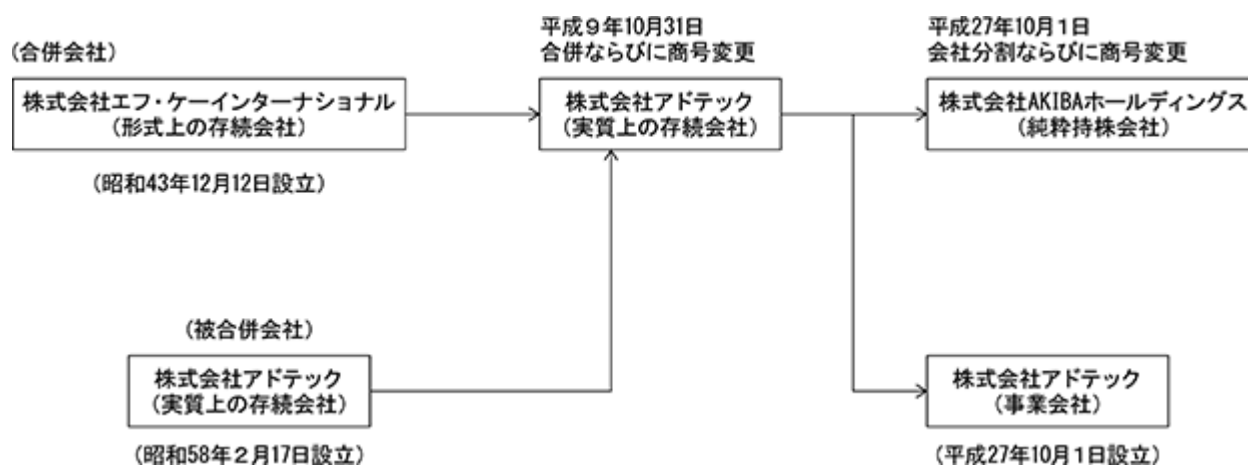 (合併会社)
株式会社エフ・ケーインターナショナル
(形式上の存続会社)
(昭和43年12月12日設立)
平成９年10月31日
合併ならびに商号変更
株式会社アドテック
(実質上の存続会社)
平成27年10月１日
会社分割ならびに商号変更
株式会社AKIBAホールディングス
(純粋持株会社)
(被合併会社)
株式会社アドテック
(実質上の存続会社)
(昭和58年２月17日設立)
株式会社アドテック
(事業会社)
(平成27年10月１日設立)